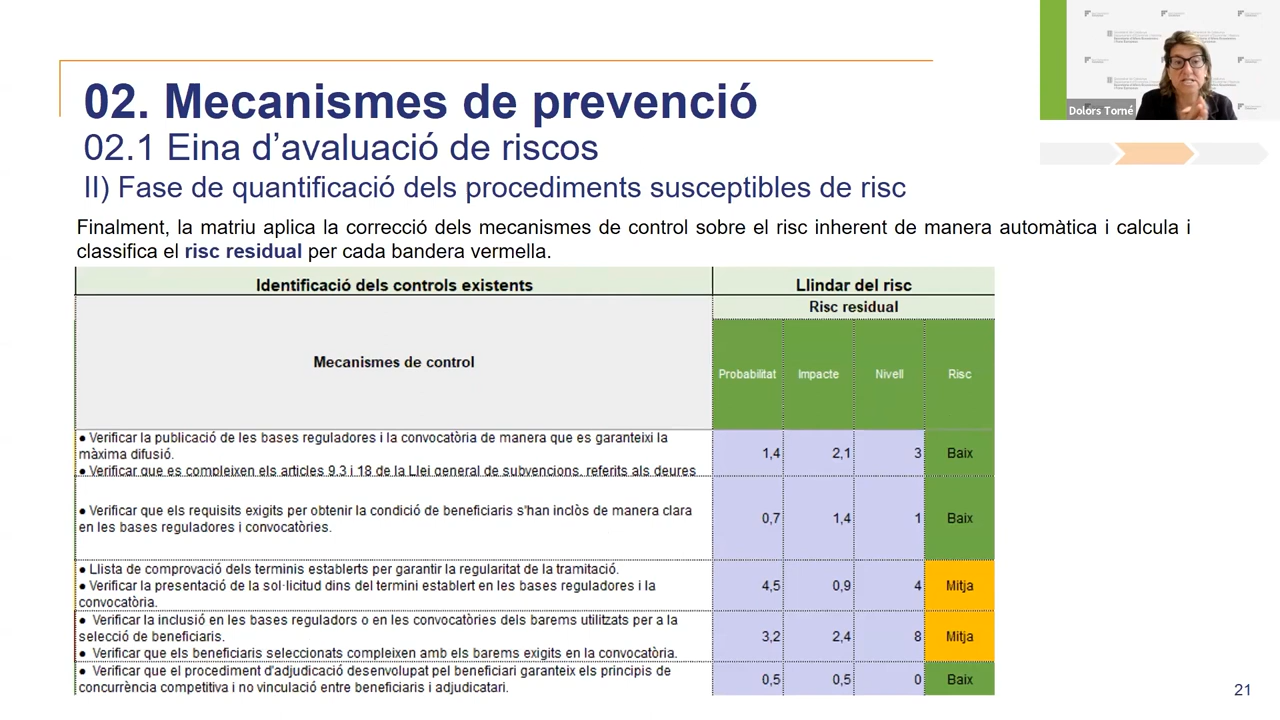 02. Mecanismes de prevenció
02.1 Eina d’avaluació de riscos
II) Fase de quantificació dels procediments susceptibles de risc
Dolors Torné
Finalment, la matriu aplica la correcció dels mecanismes de control sobre el risc inherent de manera automàtica i calcula i
classifica el risc residual per cada bandera vermella.
Identificació dels controls existents
Llindar del risc
Risc residual
Mecanismes de control
Probabilitat Impacte Nivell Risc
● Verificar la publicació de les bases reguladores i la convocatòria de manera que es garanteixi la
màxima difusió.
● Verificar que es compleixen els articles 9.3 i 18 de la Llei general de subvencions, referits als deures
1,4 2,1 3 Baix
● Verificar que els requisits exigits per obtenir la condició de beneficiaris s'han inclòs de manera clara
en les bases reguladores i convocatòries.
0,7 1,4 1 Baix
● Llista de comprovació dels terminis establerts per garantir la regularitat de la tramitació.
● Verificar la presentació de la sol·licitud dins del termini establert en les bases reguladores i la
convocatòria.
4,5 0,9 4 Mitja
● Verificar la inclusió en les bases reguladors o en les convocatòries dels barems utilitzats per a la
selecció de beneficiaris.
● Verificar que els beneficiaris seleccionats compleixen amb els barems exigits en la convocatòria.
3,2 2,4 8 Mitja
● Verificar que el procediment d'adjudicació desenvolupat pel beneficiari garanteix els principis de
concurrència competitiva i no vinculació entre beneficiaris i adjudicatari.
0,5 0,5 0 Baix
21